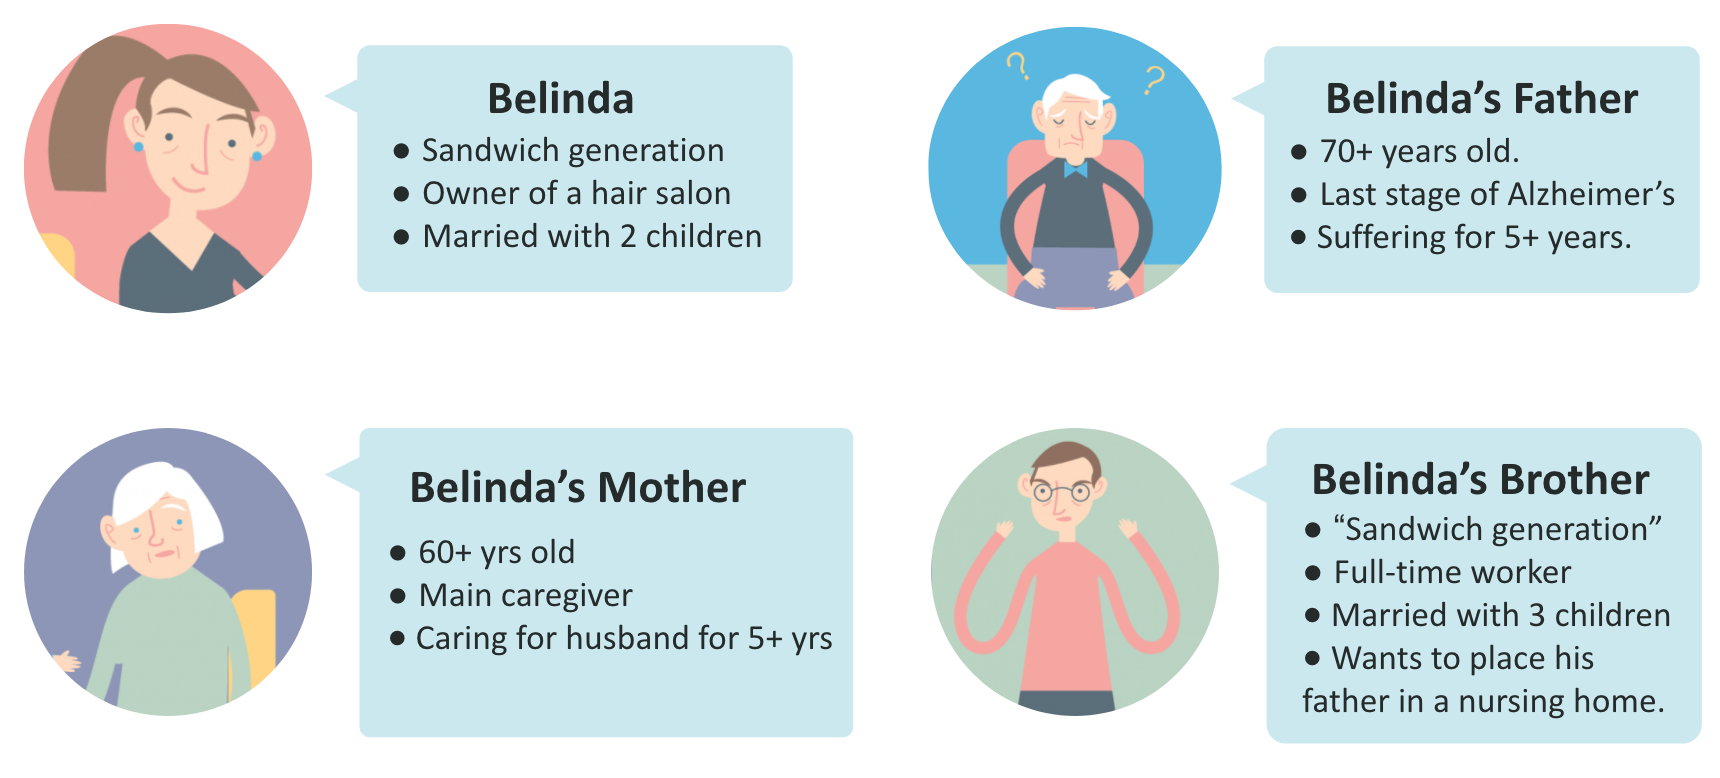 Belinda
● Sandwich generation
● Owner of a hair salon
● Married with 2 children
? ?
Belinda’s Father
● 70+ years old.
● Last stage of Alzheimer’s
● Suffering for 5+ years.
Belinda’s Mother
● 60+ yrs old
● Main caregiver
● Caring for husband for 5+ yrs
Belinda’s Brother
● “Sandwich generation”
● Full-time worker
● Married with 3 children
● Wants to place his
father in a nursing home.